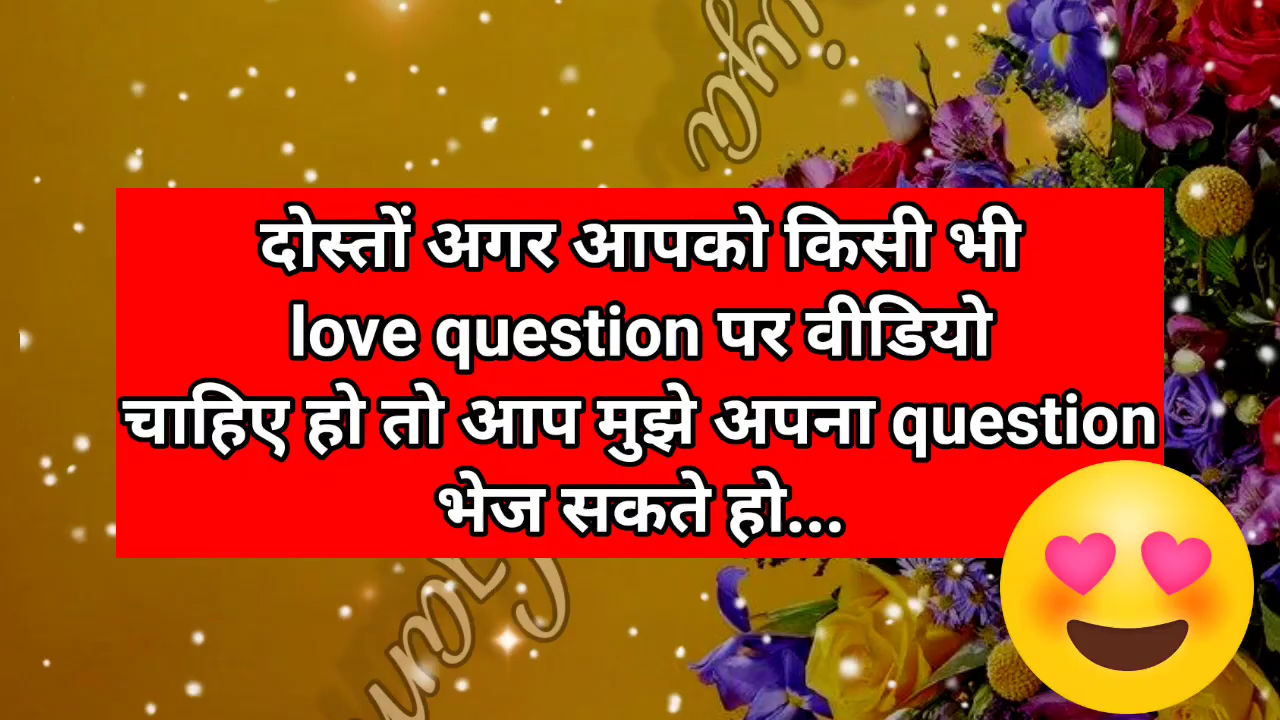 दोस्तों अगर आपको किसी भी
love question पर वीडियो
चाहिए हो तो आप मुझे अपना question
भेज सकते हो...